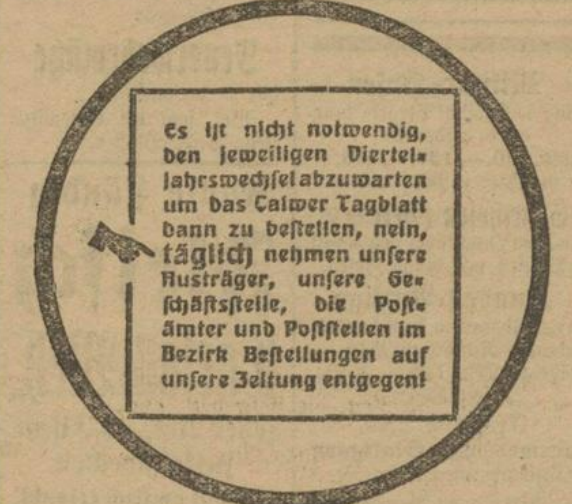 Es ist nicht notwendig,
den jeweiligen Viertel-
jahrswechsel abzuwarten
um das Calwer Tagblatt
dann zu bestellen, nein,
täglich nehmen unsere
Austräger, unsere Ge-
schäftsstelle, die Post-
ämter und Poststellen im
Bezirk Bestellungen auf
unsere Zeitung entgegen!